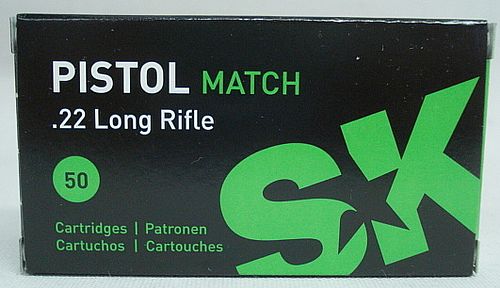 PISTOL MATCH
.22 Long Rifle
50
SK
Cartridges | Patronen
Cartuchos | Cartouches